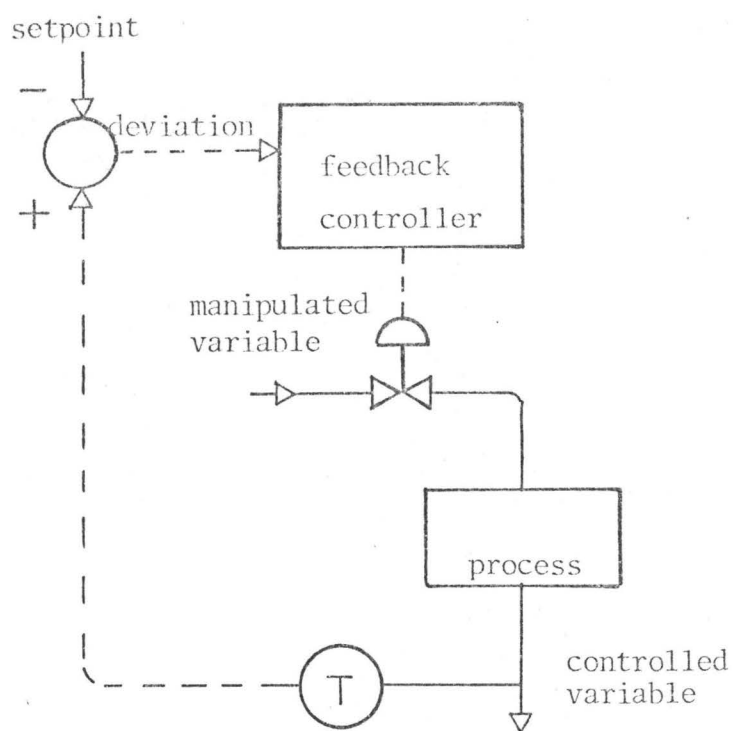 setpoint
−
deviation
+
feedback
controller
manipulated
variable
process
T
controlled
variable